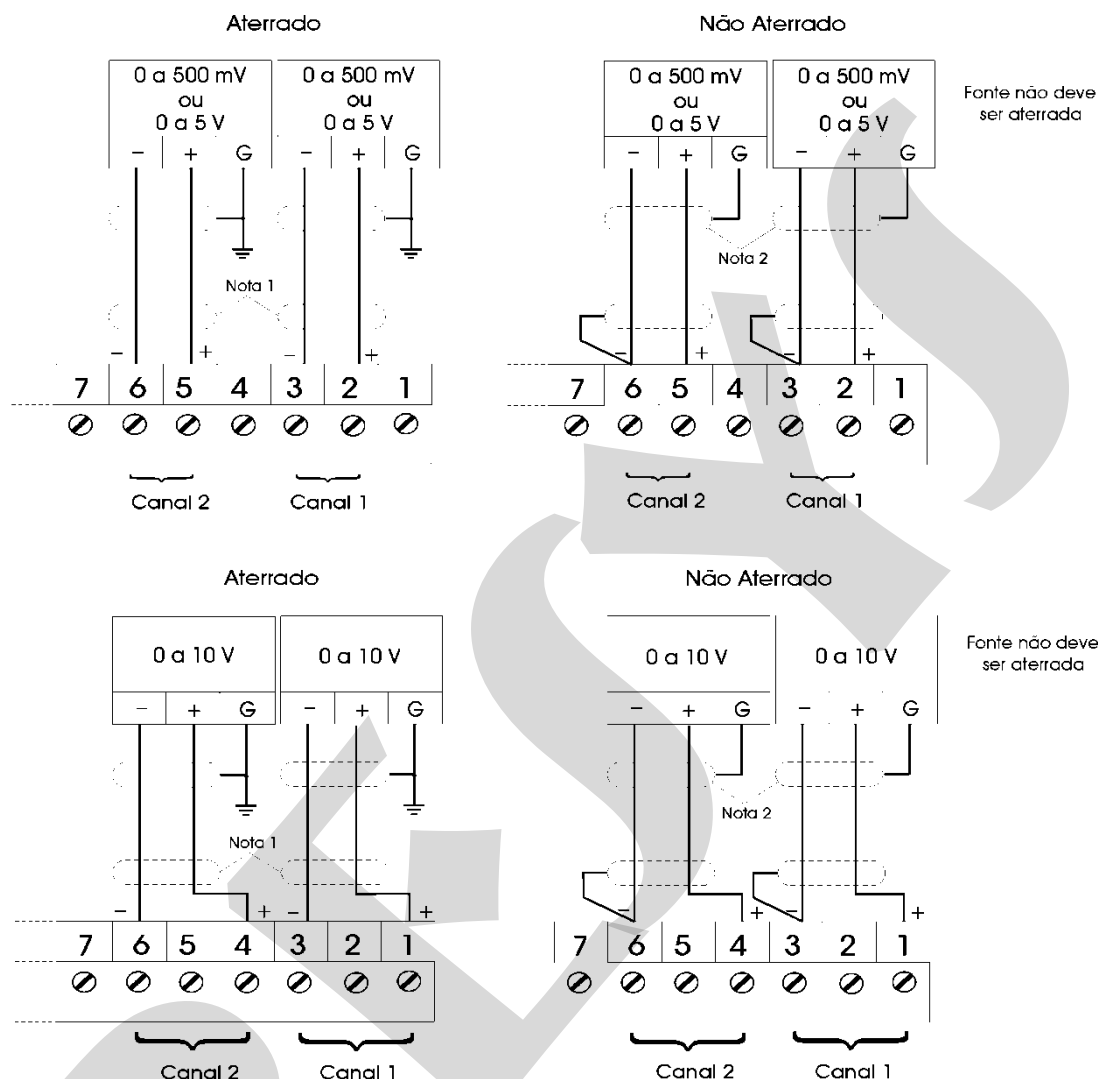 Aterrado
Não Aterrado
0 a 500 mV
ou
0 a 5 V
0 a 500 mV
ou
0 a 5 V
0 a 500 mV
ou
0 a 5 V
0 a 500 mV
ou
0 a 5 V
Fonte não deve
ser aterrada
− + G − + G
− + G − + G
Nota 1
Nota 2
− + − +
− + − +
7 6 5 4 3 2 1
7 6 5 4 3 2 1
Canal 2 Canal 1
Canal 2 Canal 1
Aterrado
Não Aterrado
0 a 10 V 0 a 10 V
0 a 10 V 0 a 10 V
Fonte não deve
ser aterrada
− + G − + G
− + G − + G
Nota 1
Nota 2
− + − +
− + − +
7 6 5 4 3 2 1
7 6 5 4 3 2 1
Canal 2 Canal 1
Canal 2 Canal 1